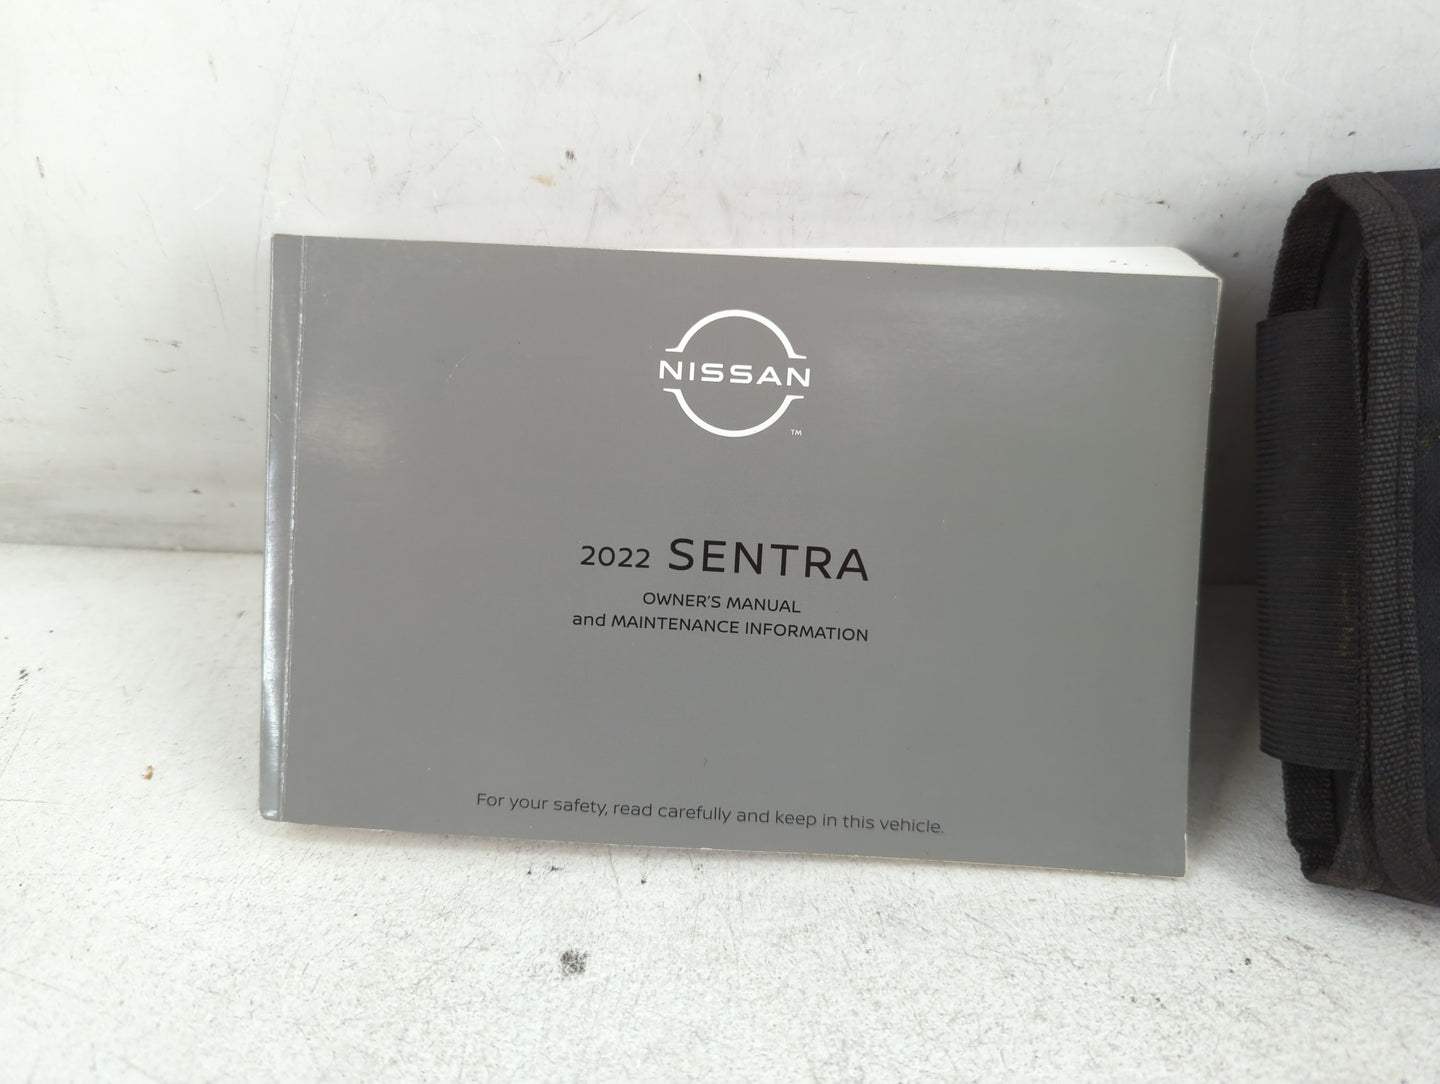 NISSAN
TM
2022 SENTRA
OWNER'S MANUAL
and MAINTENANCE INFORMATION
For your safety, read carefully and keep in this vehicle.